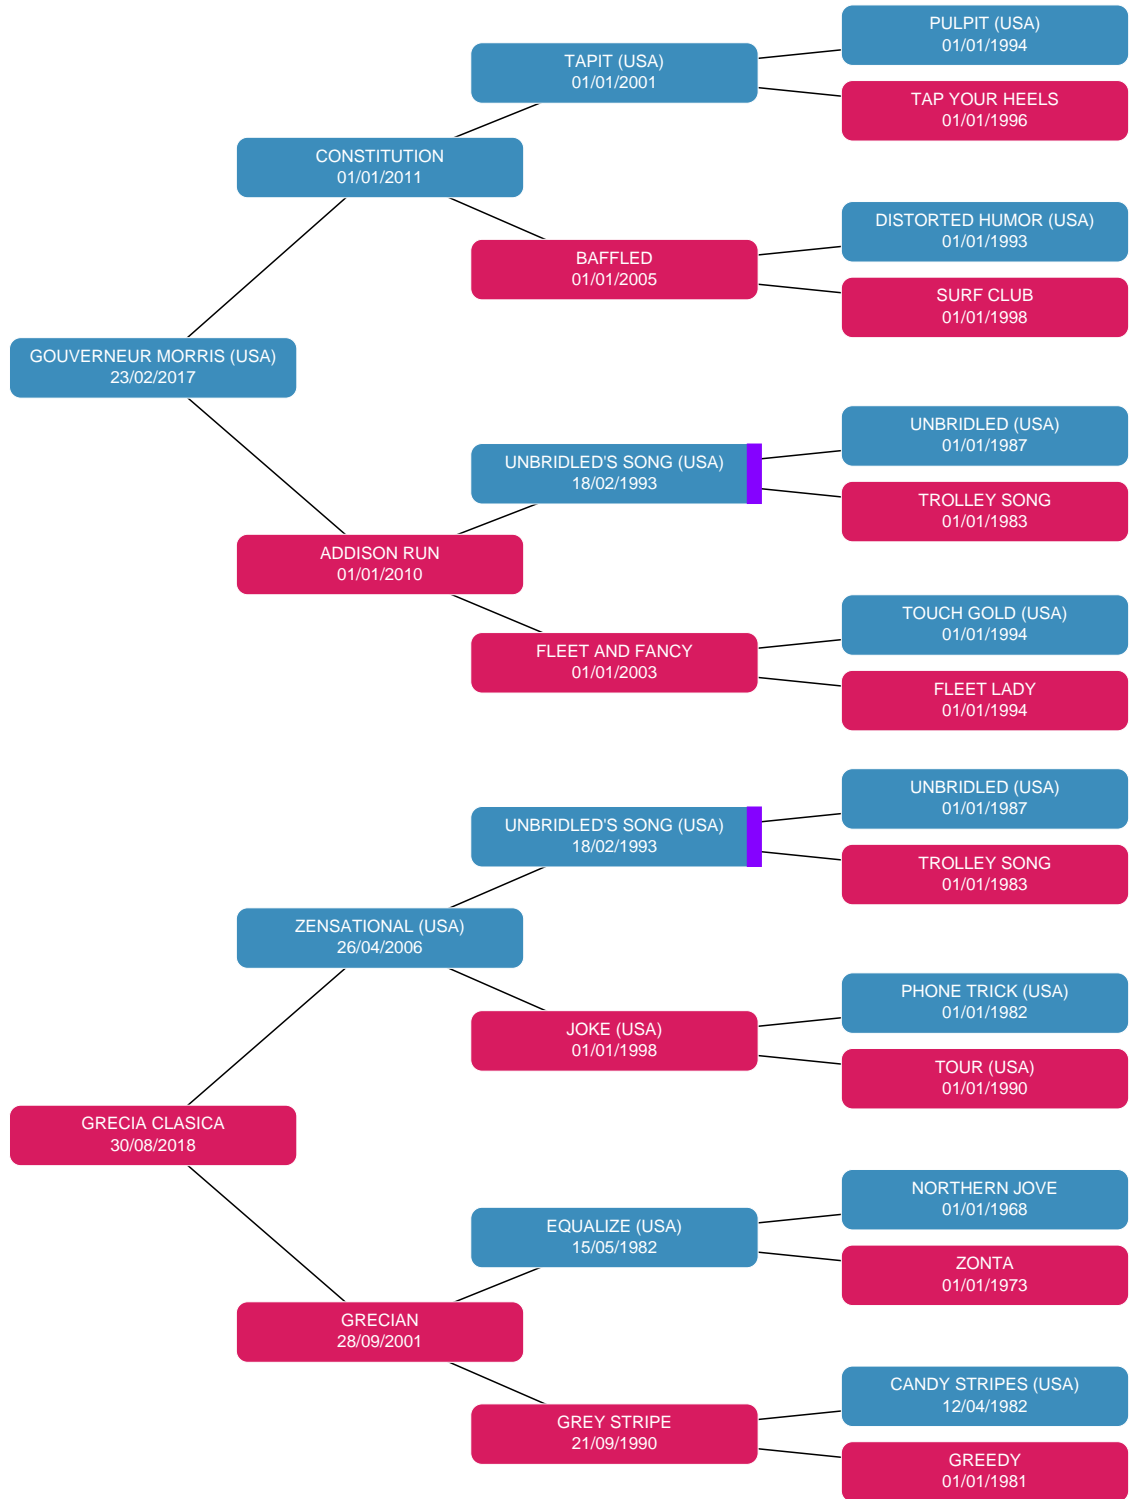 PULPIT (USA)
01/01/1994
TAPIT (USA)
01/01/2001
TAP YOUR HEELS
01/01/1996
CONSTITUTION
01/01/2011
DISTORTED HUMOR (USA)
01/01/1993
BAFFLED
01/01/2005
SURF CLUB
01/01/1998
GOUVERNEUR MORRIS (USA)
23/02/2017
UNBRIDLED (USA)
01/01/1987
UNBRIDLED'S SONG (USA)
18/02/1993
TROLLEY SONG
01/01/1983
ADDISON RUN
01/01/2010
TOUCH GOLD (USA)
01/01/1994
FLEET AND FANCY
01/01/2003
FLEET LADY
01/01/1994
UNBRIDLED (USA)
01/01/1987
UNBRIDLED'S SONG (USA)
18/02/1993
TROLLEY SONG
01/01/1983
ZENSATIONAL (USA)
26/04/2006
PHONE TRICK (USA)
01/01/1982
JOKE (USA)
01/01/1998
TOUR (USA)
01/01/1990
GRECIA CLASICA
30/08/2018
NORTHERN JOVE
01/01/1968
EQUALIZE (USA)
15/05/1982
ZONTA
01/01/1973
GRECIAN
28/09/2001
CANDY STRIPES (USA)
12/04/1982
GREY STRIPE
21/09/1990
GREEDY
01/01/1981